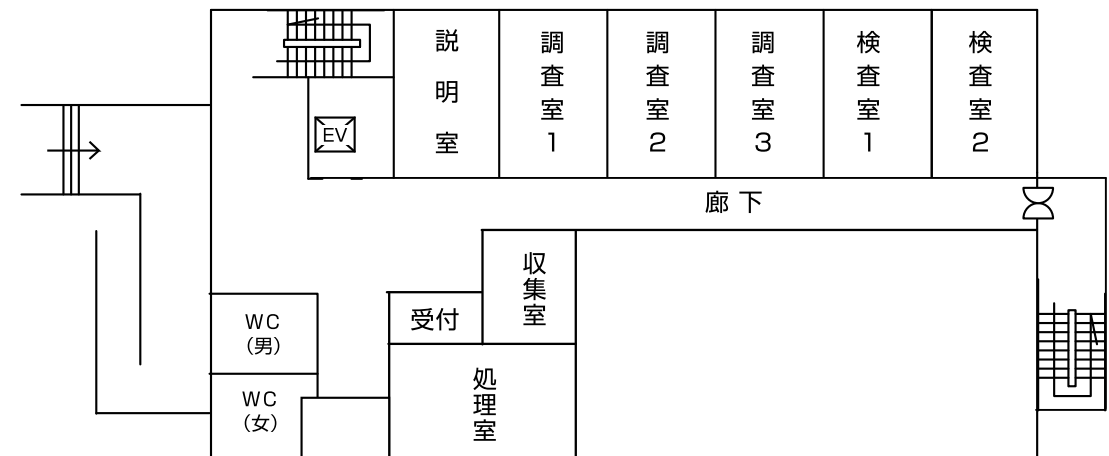 説明室
調査室1
調査室2
調査室3
検査室1
検査室2
EV
廊下
収集室
受付
WC
（男）
WC
（女）
処理室